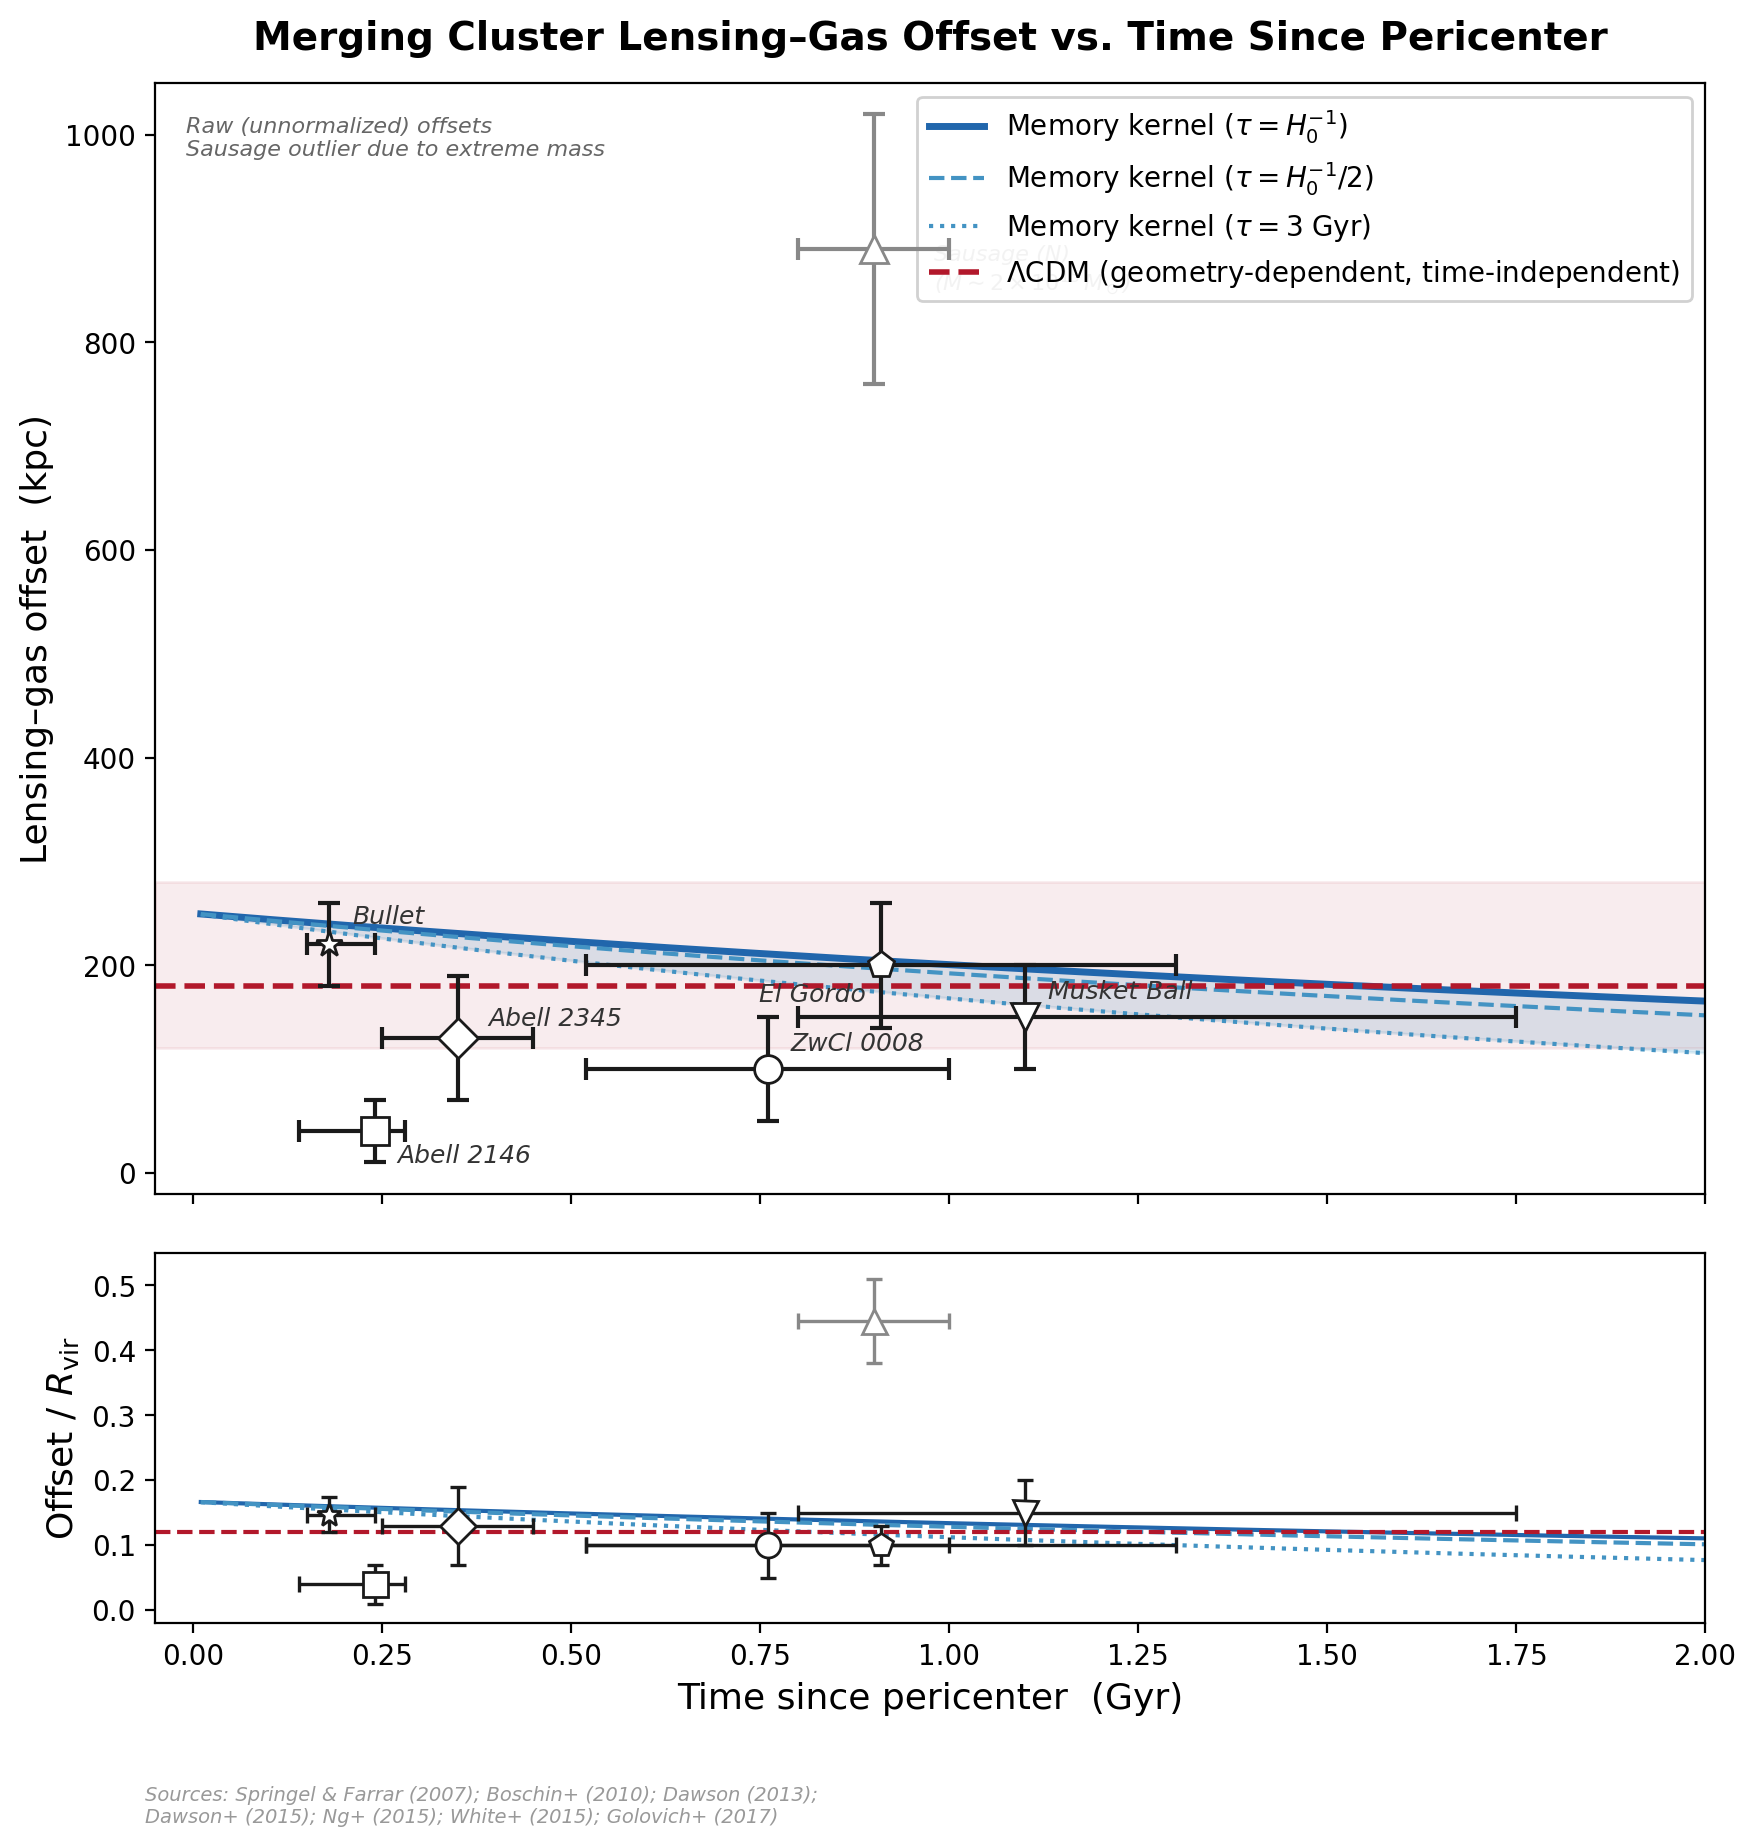 Merging Cluster Lensing–Gas Offset vs. Time Since Pericenter
Raw (unnormalized) offsets
Sausage outlier due to extreme mass
Memory kernel (τ = H₀⁻¹)
Memory kernel (τ = H₀⁻¹/2)
Memory kernel (τ = 3 Gyr)
ΛCDM (geometry-dependent, time-independent)
Sausage (N)
(M ~ 2
Lensing–gas offset (kpc)
1000
800
600
400
200
0
Bullet
Abell 2345
Abell 2146
El Gordo
ZwCl 0008
Musket Ball
Offset / R_vir
0.5
0.4
0.3
0.2
0.1
0.0
0.00 0.25 0.50 0.75 1.00 1.25 1.50 1.75 2.00
Time since pericenter (Gyr)
Sources: Springel & Farrar (2007); Boschin+ (2010); Dawson (2013);
Dawson+ (2015); Ng+ (2015); White+ (2015); Golovich+ (2017)